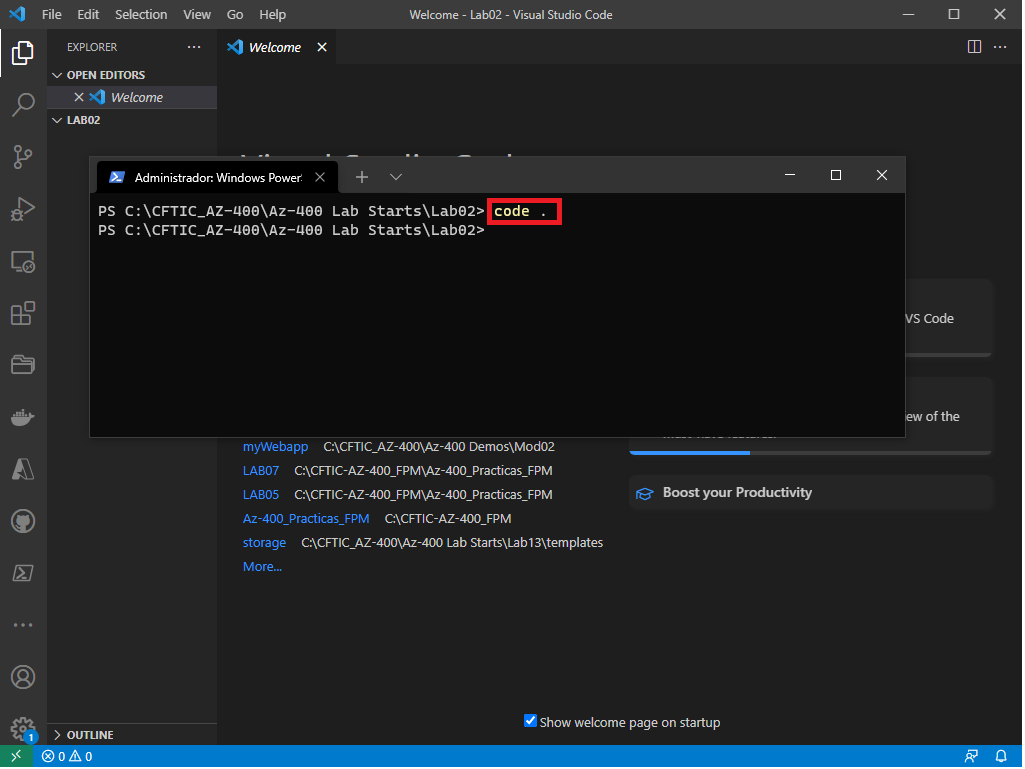 File Edit Selection View Go Help Welcome - Lab02 - Visual Studio Code
EXPLORER
OPEN EDITORS
Welcome
LAB02
Welcome
Administrador: Windows PowerS
PS C:\CFTIC_AZ-400\Az-400 Lab Starts\Lab02> code .
PS C:\CFTIC_AZ-400\Az-400 Lab Starts\Lab02>
VS Code
ew of the
myWebapp C:\CFTIC_AZ-400\Az-400 Demos\Mod02
LAB07 C:\CFTIC-AZ-400_FPM\Az-400_Practicas_FPM
LAB05 C:\CFTIC-AZ-400_FPM\Az-400_Practicas_FPM
Az-400_Practicas_FPM C:\CFTIC-AZ-400_FPM
storage C:\CFTIC_AZ-400\Az-400 Lab Starts\Lab13\templates
More...
Boost your Productivity
Show welcome page on startup
OUTLINE
1
0 0